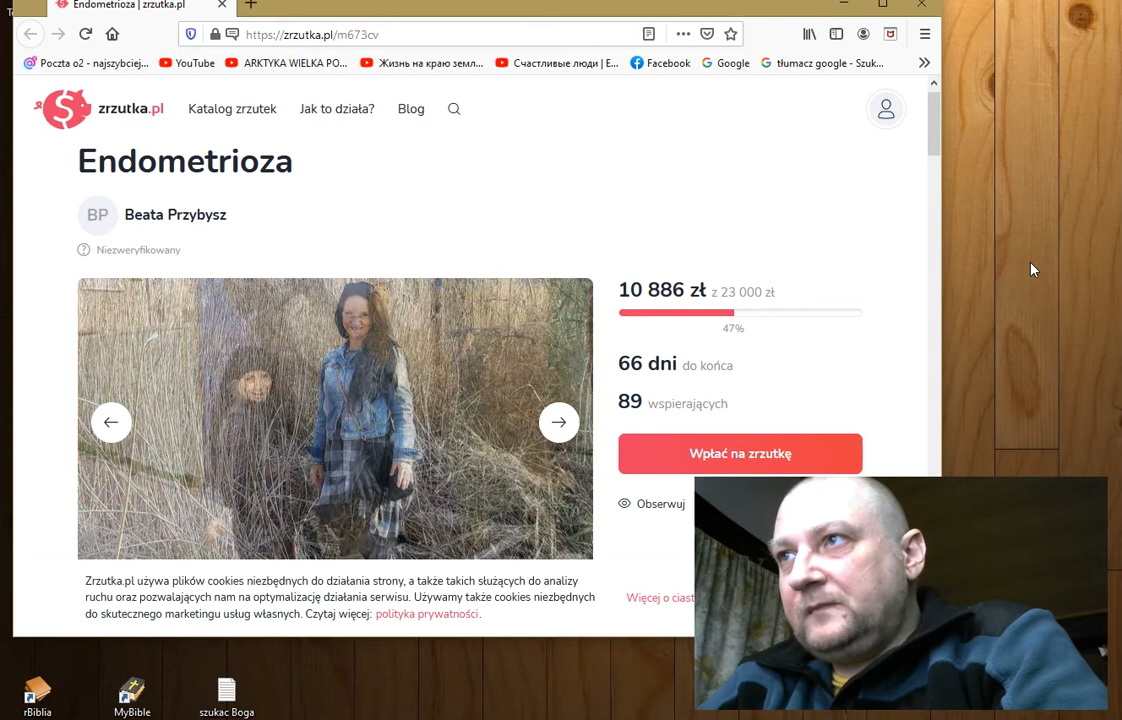 Endometrioza | zrzutka.pl
https://zrzutka.pl/m673cv
Poczta o2 - najszybciej... YouTube ARKTYKA WIELKA PO... Жизнь на краю земл... Счастливые люди | Е... Facebook Google tłumacz google - Szuk...
zrzutka.pl Katalog zrzutek Jak to działa? Blog
Endometrioza
BP Beata Przybysz
Niezweryfikowany
10 886 zł z 23 000 zł
47%
66 dni do końca
89 wspierających
Wpłać na zrzutkę
Obserwuj
Zrzutka.pl używa plików cookies niezbędnych do działania strony, a także takich służących do analizy
ruchu oraz pozwalających nam na optymalizację działania serwisu. Używamy także cookies niezbędnych
do skutecznego marketingu usług własnych. Czytaj więcej: polityka prywatności.
Więcej o ciast
rBiblia MyBible szukac Boga